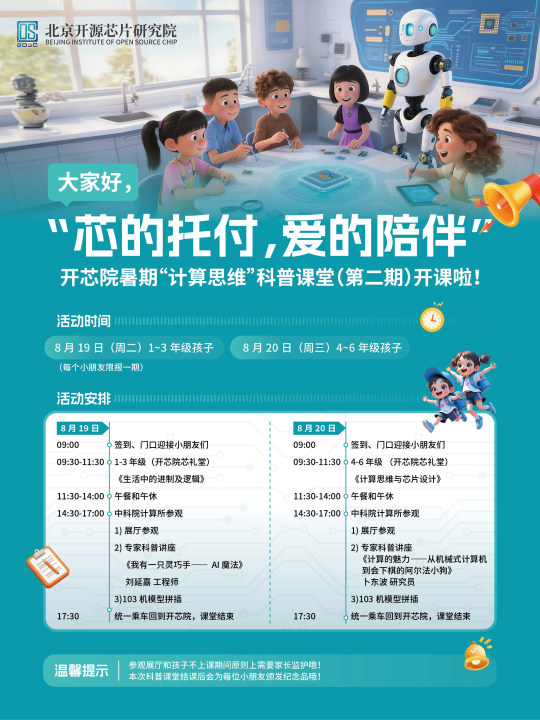 北京开源芯片研究院
BEIJING INSTITUTE OF OPEN SOURCE CHIP
大家好，
“芯的托付，爱的陪伴”
开芯院暑期“计算思维”科普课堂（第二期）开课啦！
活动时间
8 月 19 日（周二）1~3 年级孩子
8 月 20 日（周三）4~6 年级孩子
（每个小朋友限报一期）
活动安排
8 月 19 日
09:00 签到、门口迎接小朋友们
09:30-11:30 1-3 年级（开芯院芯礼堂）
《生活中的进制及逻辑》
11:30-14:00 午餐和午休
14:30-17:00 中科院计算所参观
1) 展厅参观
2) 专家科普讲座
《我有一只灵巧手—— AI 魔法》
刘延嘉 工程师
3)103 机模型拼插
17:30 统一乘车回到开芯院，课堂结束
8 月 20 日
09:00 签到、门口迎接小朋友们
09:30-11:30 4-6 年级 （开芯院芯礼堂）
《计算思维与芯片设计》
11:30-14:00 午餐和午休
14:30-17:00 中科院计算所参观
1) 展厅参观
2) 专家科普讲座
《计算的魅力——从机械式计算机
到会下棋的阿尔法小狗》
卜东波 研究员
3)103 机模型拼插
17:30 统一乘车回到开芯院，课堂结束
温馨提示
参观展厅和孩子不上课期间原则上需要家长监护哦！
本次科普课堂结课后会为每位小朋友颁发纪念品哦！